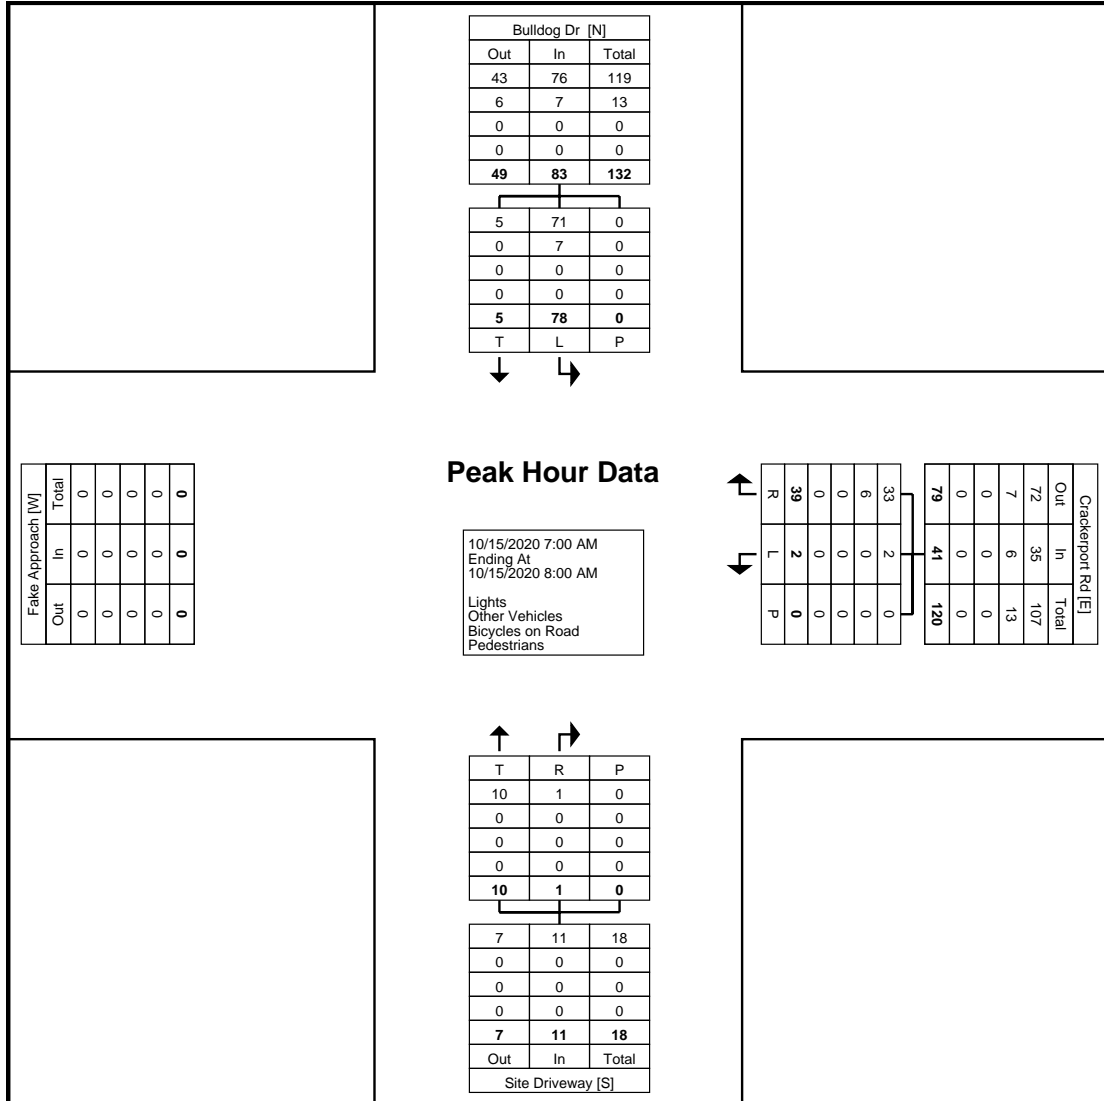 Bulldog Dr [N]
Out In Total
43 76 119
6 7 13
0 0 0
0 0 0
49 83 132
5 71 0
0 7 0
0 0 0
0 0 0
5 78 0
T L P
Fake Approach [W]
Total 0 0 0 0 0
In 0 0 0 0 0
Out 0 0 0 0 0
Peak Hour Data
10/15/2020 7:00 AM
Ending At
10/15/2020 8:00 AM
Lights
Other Vehicles
Bicycles on Road
Pedestrians
Crackerport Rd [E]
Out In Total
72 35 107
7 6 13
0 0 0
0 0 0
79 41 120
33 2 0
6 0 0
0 0 0
0 0 0
39 2 0
R L P
T R P
10 1 0
0 0 0
0 0 0
0 0 0
10 1 0
7 11 18
0 0 0
0 0 0
0 0 0
7 11 18
Out In Total
Site Driveway [S]